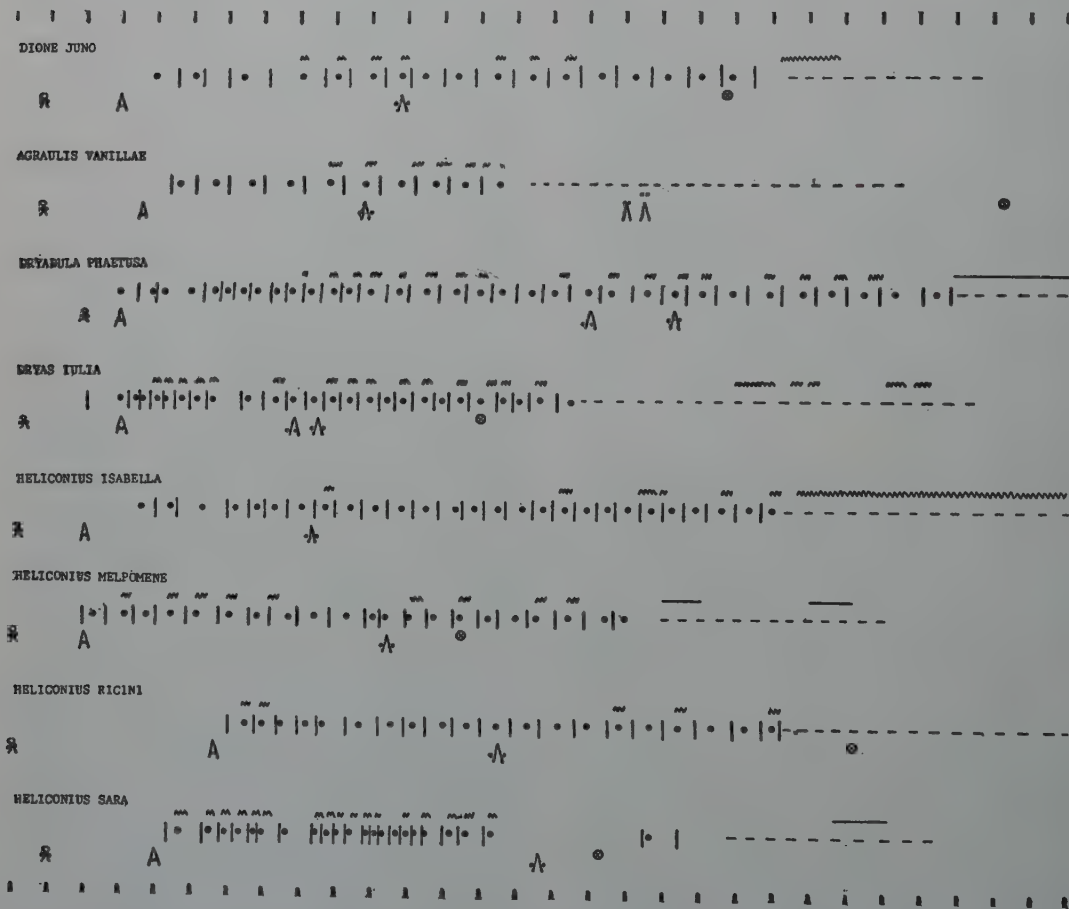 DIONE JUNO
A
A
AGRAULIS VANILLAE
A
A
Ä Ä
DRYADULA PHAETUSA
A
A A
DRYAS IULIA
A
A A
HELICONIUS ISABELLA
A
A
HELICONIUS MELPOMENE
A
A
HELICONIUS RICINI
A
A
HELICONIUS SARA
A
A